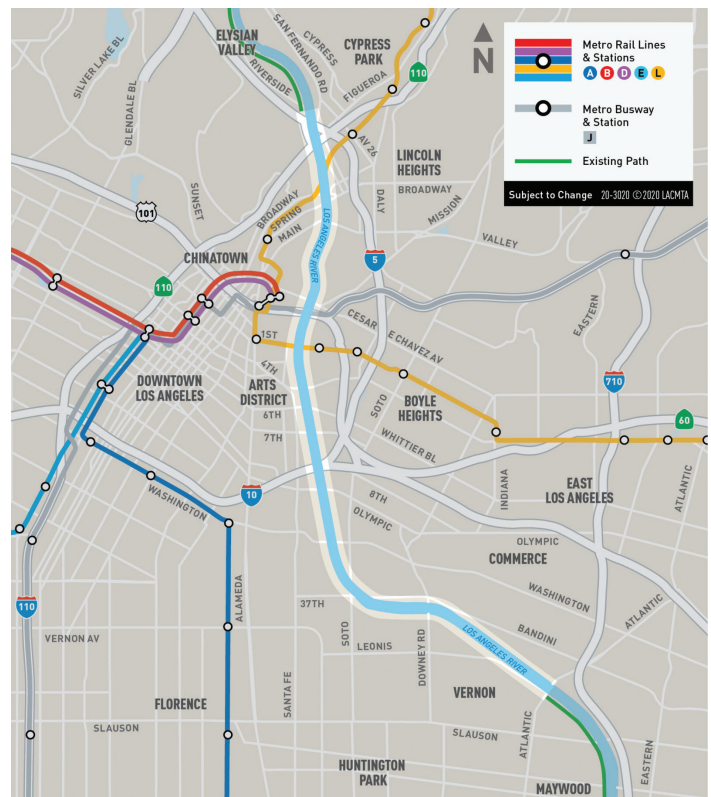 ELYSIAN
VALLEY
SAN FERNANDO RD
CYPRESS
CYPRESS
PARK
RIVERSIDE
FIGUEROA
110
N
SILVER LAKE BL
GLENDALE BL
Metro Rail Lines
& Stations
A B D E L
Metro Busway
& Station
J
Existing Path
Subject to Change 20-3020 ©2020 LACMTA
AV 26
LINCOLN
HEIGHTS
BROADWAY
DALY
MISSION
SUNSET
101
BROADWAY
SPRING
MAIN
LOS ANGELES RIVER
VALLEY
5
CHINATOWN
110
EASTERN
CESAR E CHAVEZ AV
1ST
4TH
DOWNTOWN
LOS ANGELES
ARTS
DISTRICT
6TH
7TH
SOTO
BOYLE
HEIGHTS
710
60
WHITTIER BL
INDIANA
EAST
LOS ANGELES
ATLANTIC
WASHINGTON
10
8TH
OLYMPIC
OLYMPIC
COMMERCE
WASHINGTON
ATLANTIC
110
ALAMEDA
37TH
SOTO
BANDINI
VERNON AV
LEONIS
DOWNEY RD
LOS ANGELES RIVER
SANTA FE
VERNON
FLORENCE
SLAUSON
SLAUSON
ATLANTIC
EASTERN
HUNTINGTON
PARK
MAYWOOD